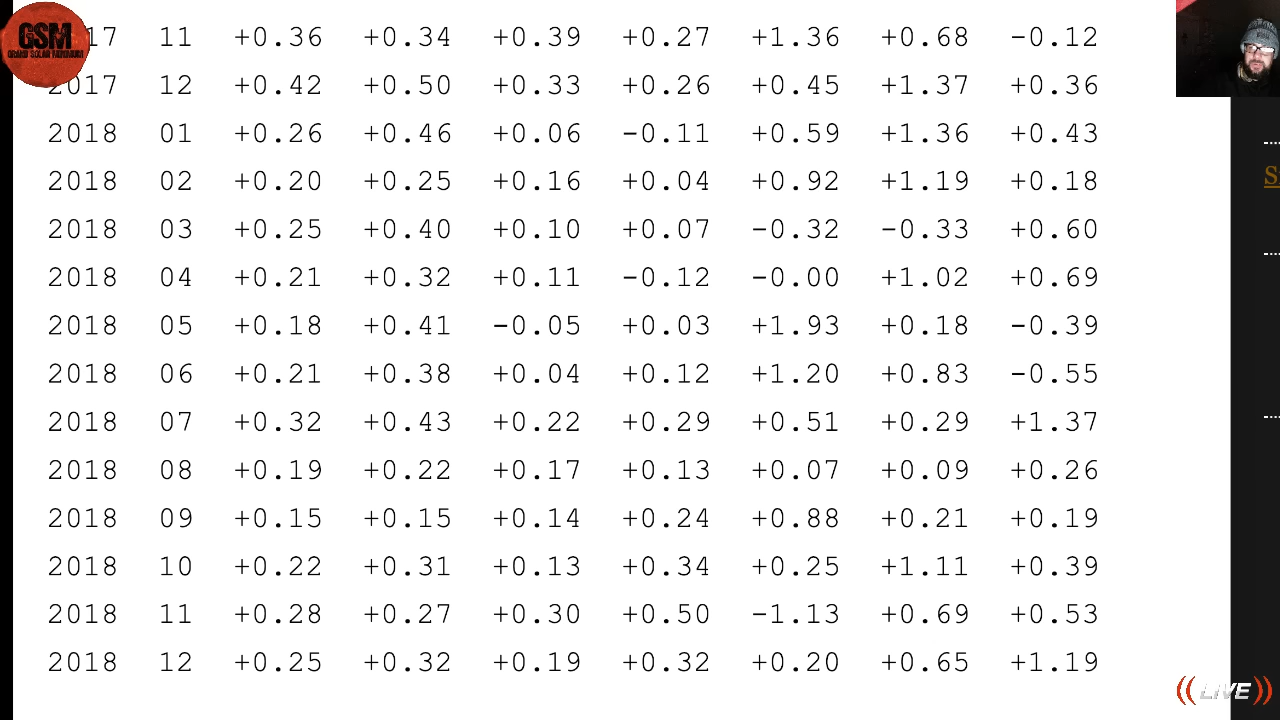 GSM
GRAND SOLAR MINIMUM
17 11 +0.36 +0.34 +0.39 +0.27 +1.36 +0.68 -0.12
2017 12 +0.42 +0.50 +0.33 +0.26 +0.45 +1.37 +0.36
2018 01 +0.26 +0.46 +0.06 -0.11 +0.59 +1.36 +0.43
2018 02 +0.20 +0.25 +0.16 +0.04 +0.92 +1.19 +0.18
2018 03 +0.25 +0.40 +0.10 +0.07 -0.32 -0.33 +0.60
2018 04 +0.21 +0.32 +0.11 -0.12 -0.00 +1.02 +0.69
2018 05 +0.18 +0.41 -0.05 +0.03 +1.93 +0.18 -0.39
2018 06 +0.21 +0.38 +0.04 +0.12 +1.20 +0.83 -0.55
2018 07 +0.32 +0.43 +0.22 +0.29 +0.51 +0.29 +1.37
2018 08 +0.19 +0.22 +0.17 +0.13 +0.07 +0.09 +0.26
2018 09 +0.15 +0.15 +0.14 +0.24 +0.88 +0.21 +0.19
2018 10 +0.22 +0.31 +0.13 +0.34 +0.25 +1.11 +0.39
2018 11 +0.28 +0.27 +0.30 +0.50 -1.13 +0.69 +0.53
2018 12 +0.25 +0.32 +0.19 +0.32 +0.20 +0.65 +1.19
S
((LIVE))